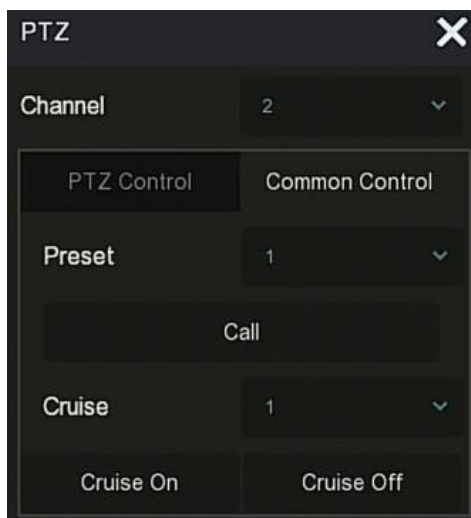 PTZ
Channel 2
PTZ Control Common Control
Preset 1
Call
Cruise 1
Cruise On Cruise Off